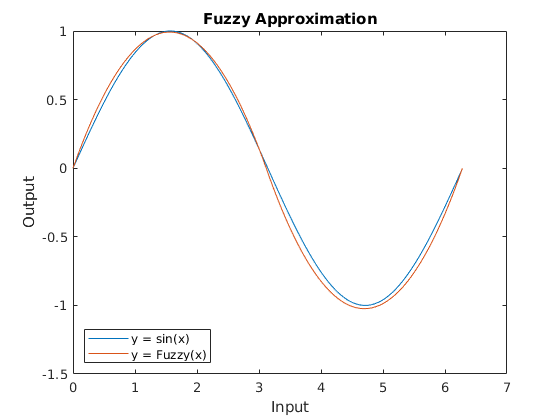 Fuzzy Approximation
1
0.5
0
-0.5
-1
-1.5
Output
y = sin(x)
y = Fuzzy(x)
0 1 2 3 4 5 6 7
Input